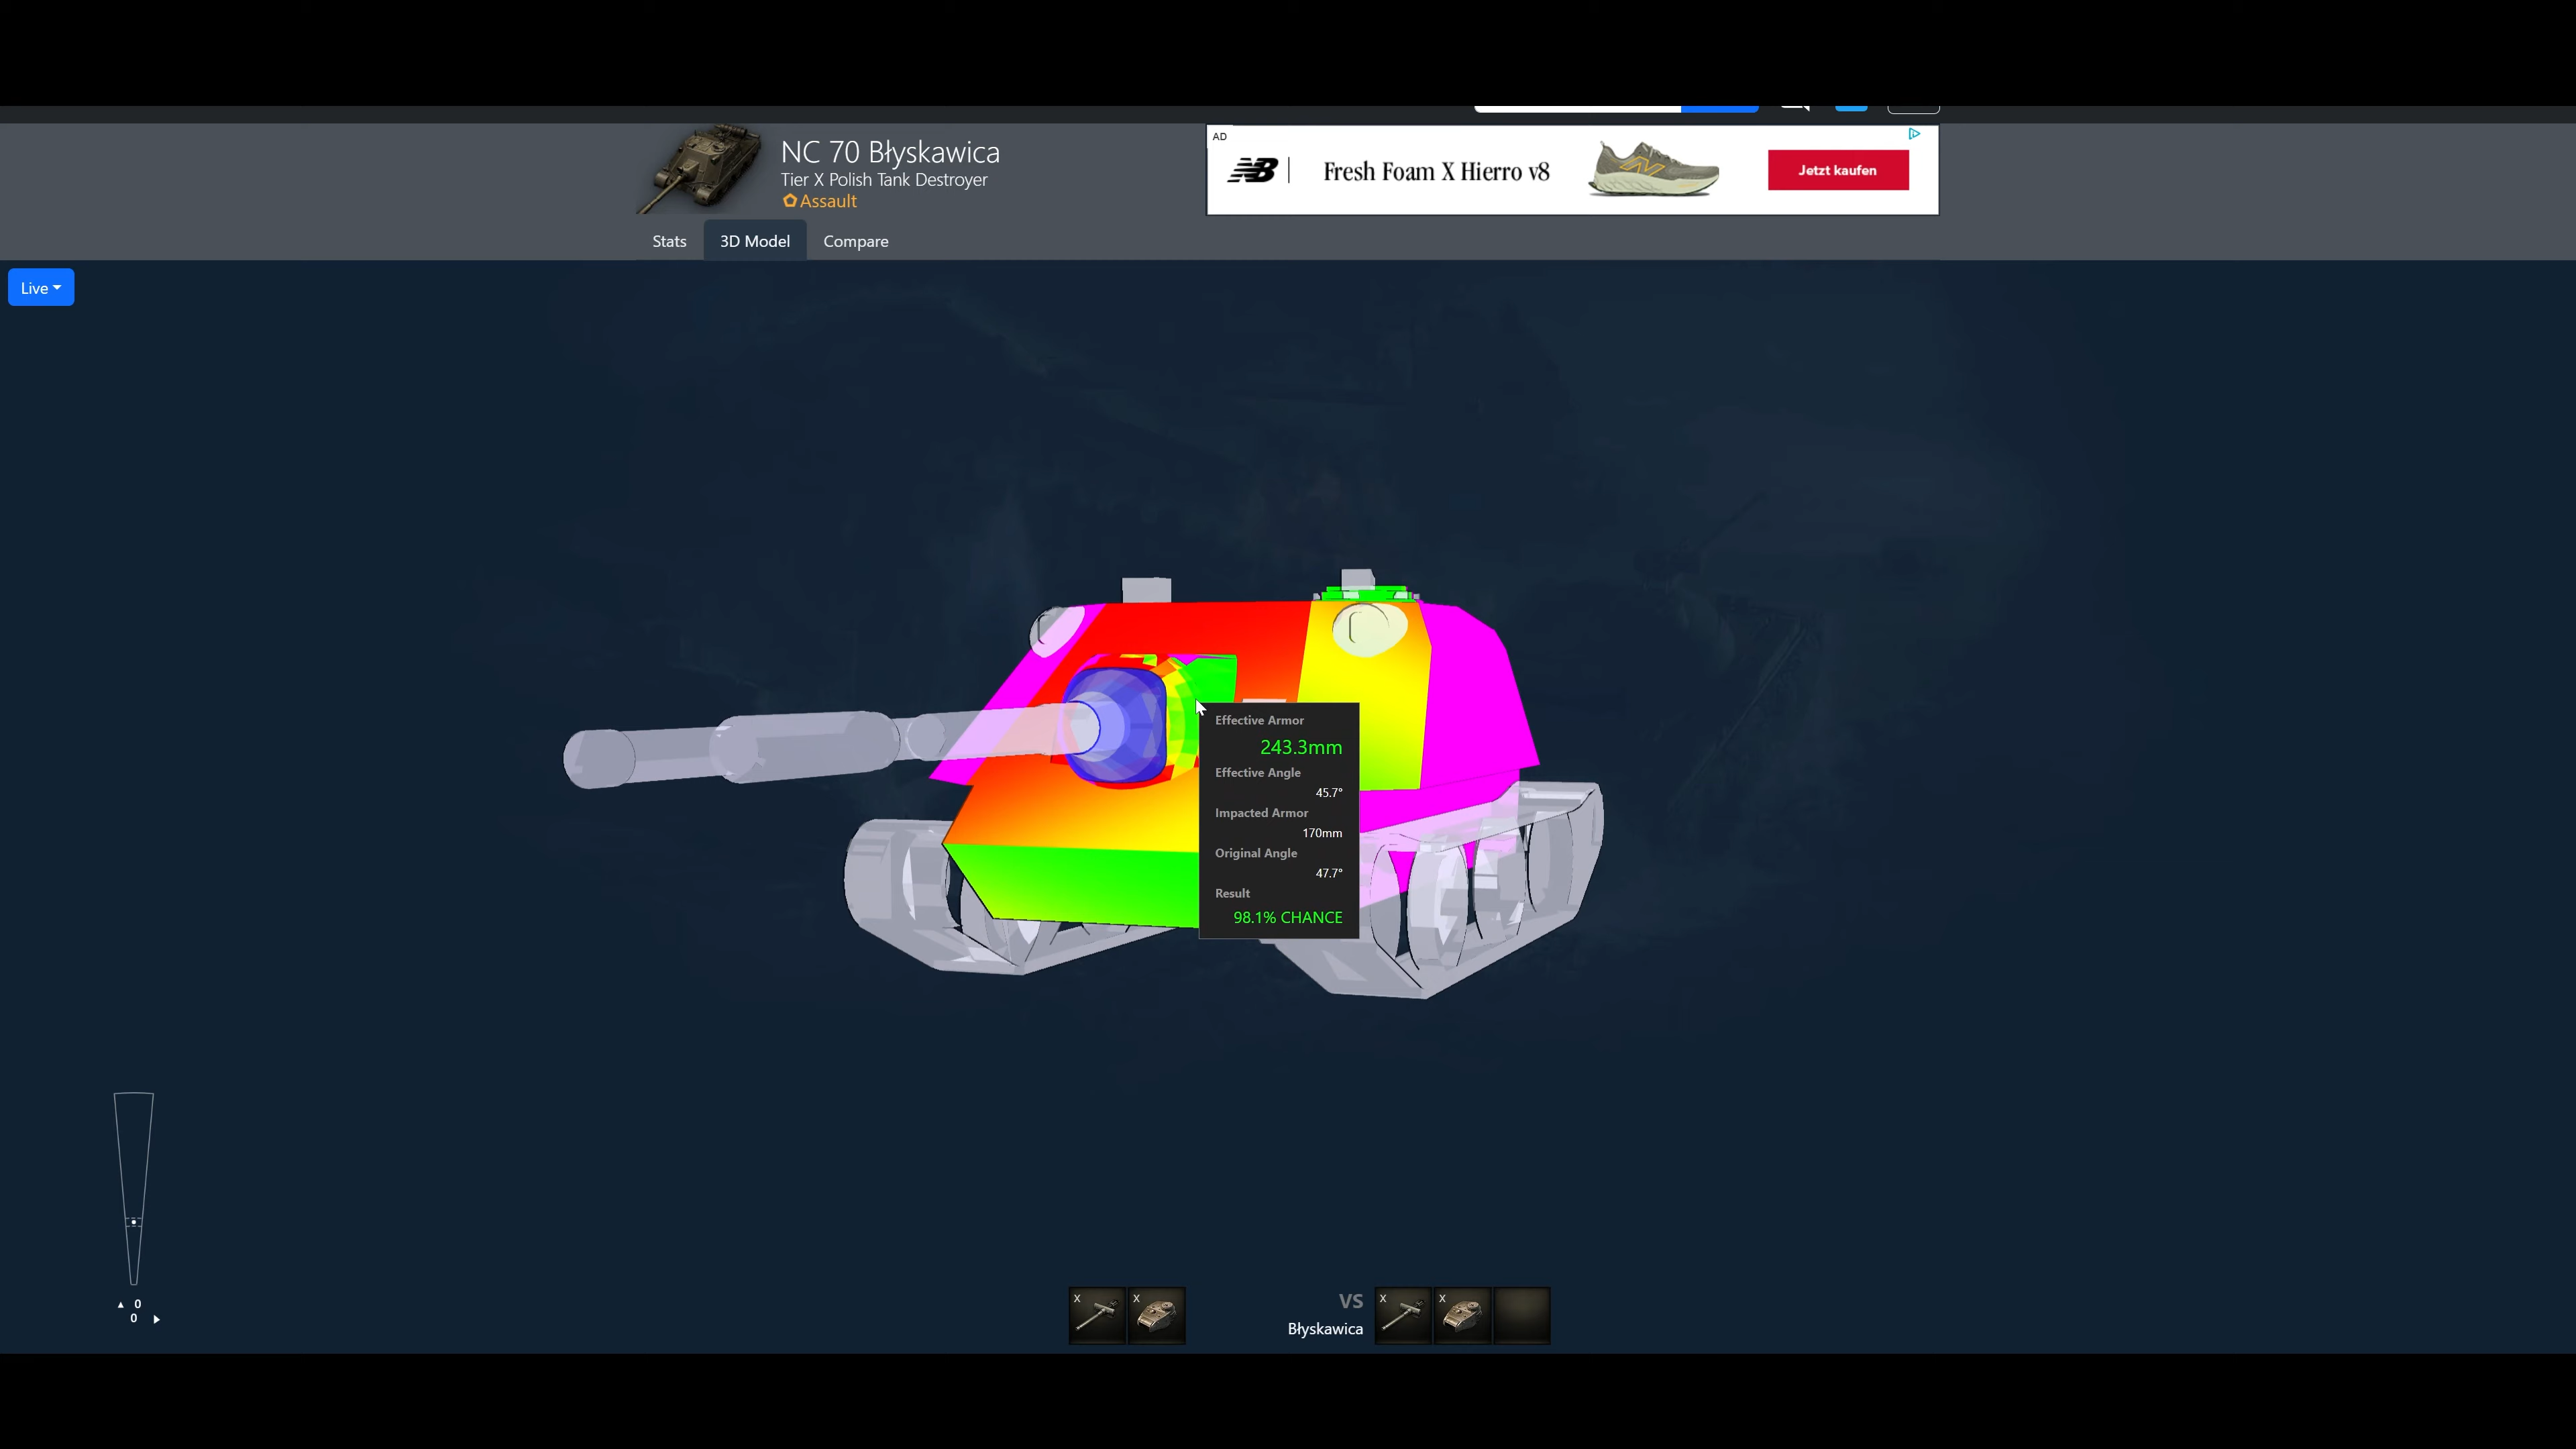 NC 70 Błyskawica
Tier X Polish Tank Destroyer
Assault
AD
NB
Fresh Foam X Hierro v8
Jetzt kaufen
Stats
3D Model
Compare
Live
Effective Armor
243.3mm
Effective Angle
45.7°
Impacted Armor
170mm
Original Angle
47.7°
Result
98.1% CHANCE
0
0
X
X
VS
Błyskawica
X
X